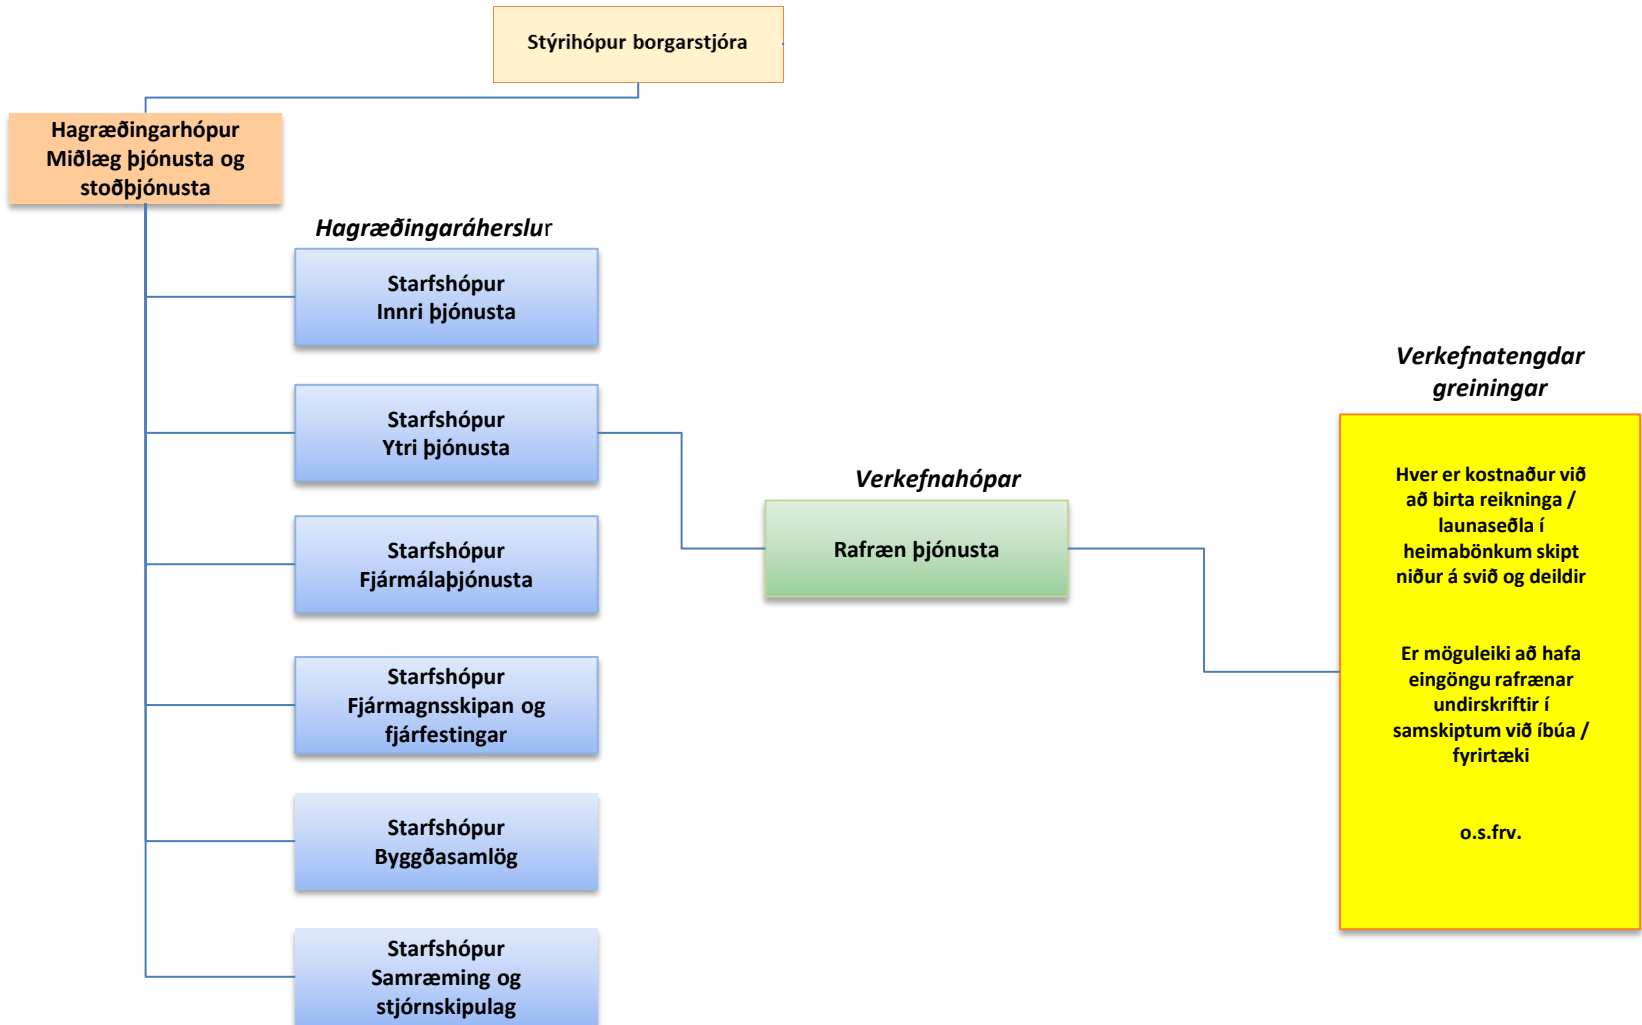 Stýrihópur borgarstjóra
Hagræðingarhópur
Miðlæg þjónusta og
stoðþjónusta
Hagræðingaráherslur
Starfshópur
Innri þjónusta
Starfshópur
Ytri þjónusta
Starfshópur
Fjármálaþjónusta
Starfshópur
Fjármagnsskipan og
fjárfestingar
Starfshópur
Byggðasamlög
Starfshópur
Samræming og
stjórnskipulag
Verkefnahópar
Rafræn þjónusta
Verkefnatengdar
greiningar
Hver er kostnaður við
að birta reikninga /
launaseðla í
heimabönkum skipt
niður á svið og deildir
Er möguleiki að hafa
eingöngu rafrænar
undirskriftir í
samskiptum við íbúa /
fyrirtæki
o.s.frv.